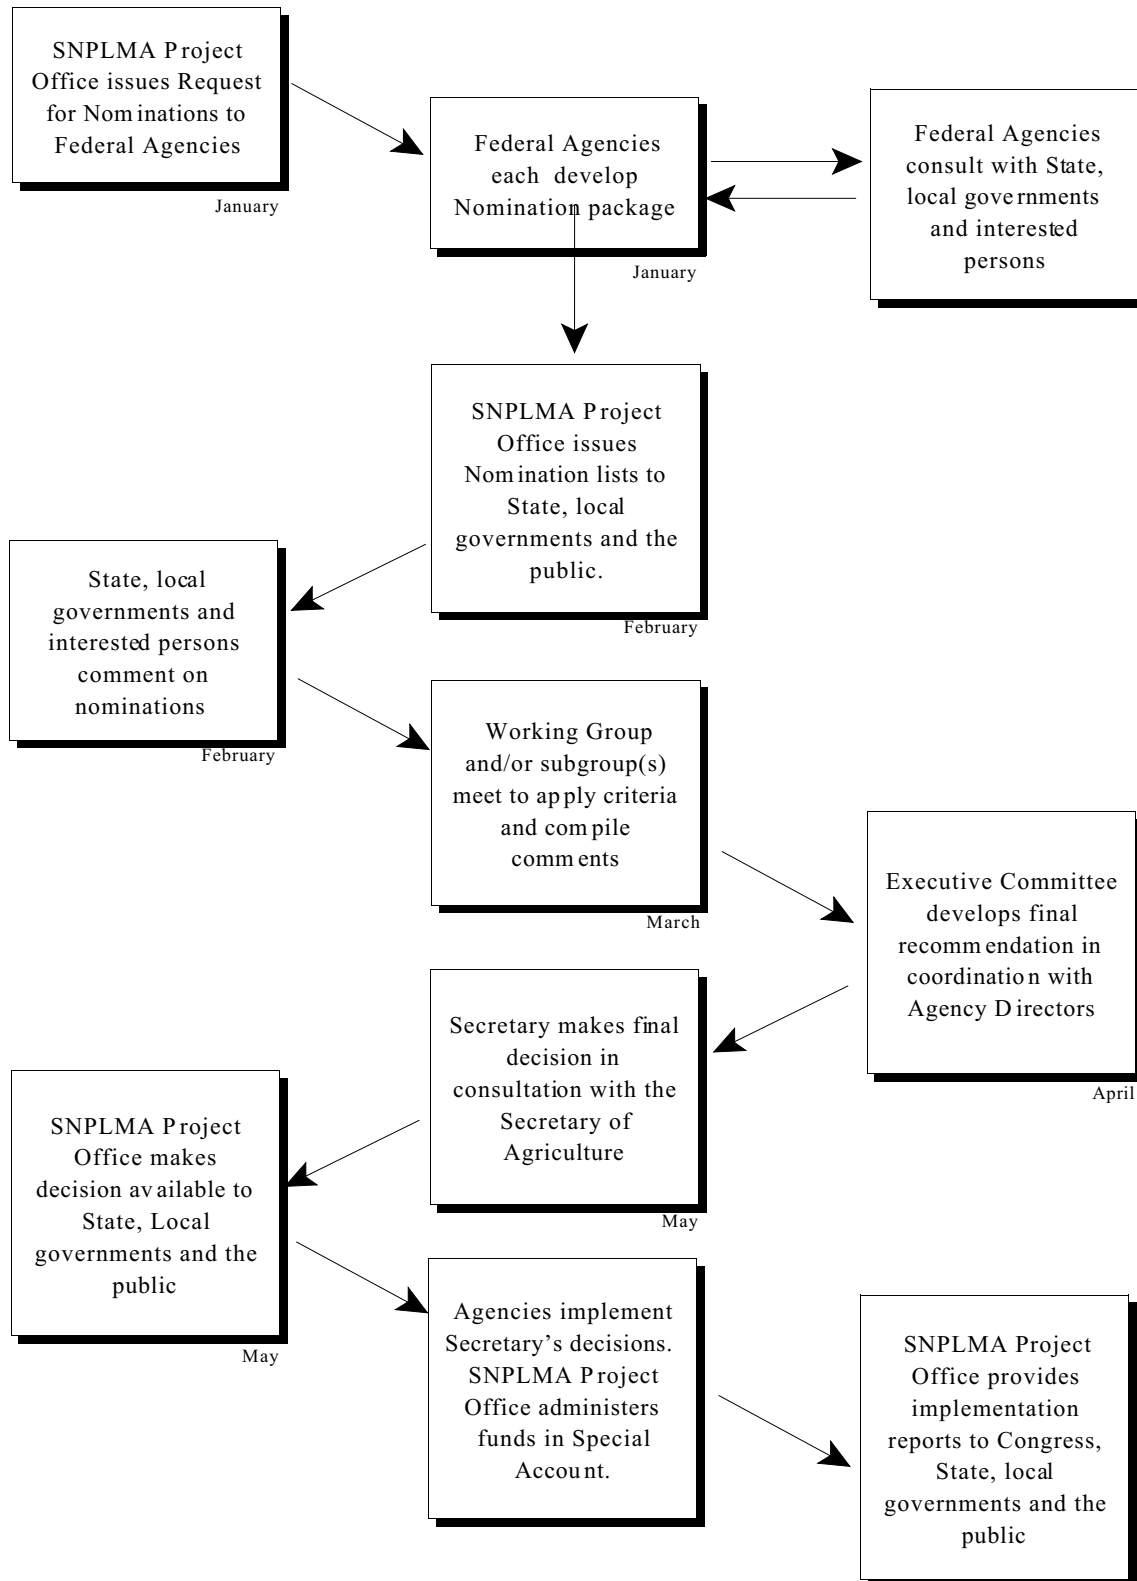 SNPLMA Project
Office issues Request
for Nominations to
Federal Agencies
January
Federal Agencies
each develop
Nomination package
January
Federal Agencies
consult with State,
local governments
and interested
persons
SNPLMA Project
Office issues
Nomination lists to
State, local
governments and the
public.
February
State, local
governments and
interested persons
comment on
nominations
February
Working Group
and/or subgroup(s)
meet to apply criteria
and compile
comments
March
Executive Committee
develops final
recommendation in
coordination with
Agency Directors
April
Secretary makes final
decision in
consultation with the
Secretary of
Agriculture
May
SNPLMA Project
Office makes
decision available to
State, Local
governments and the
public
May
Agencies implement
Secretary’s decisions.
SNPLMA Project
Office administers
funds in Special
Account.
SNPLMA Project
Office provides
implementation
reports to Congress,
State, local
governments and the
public